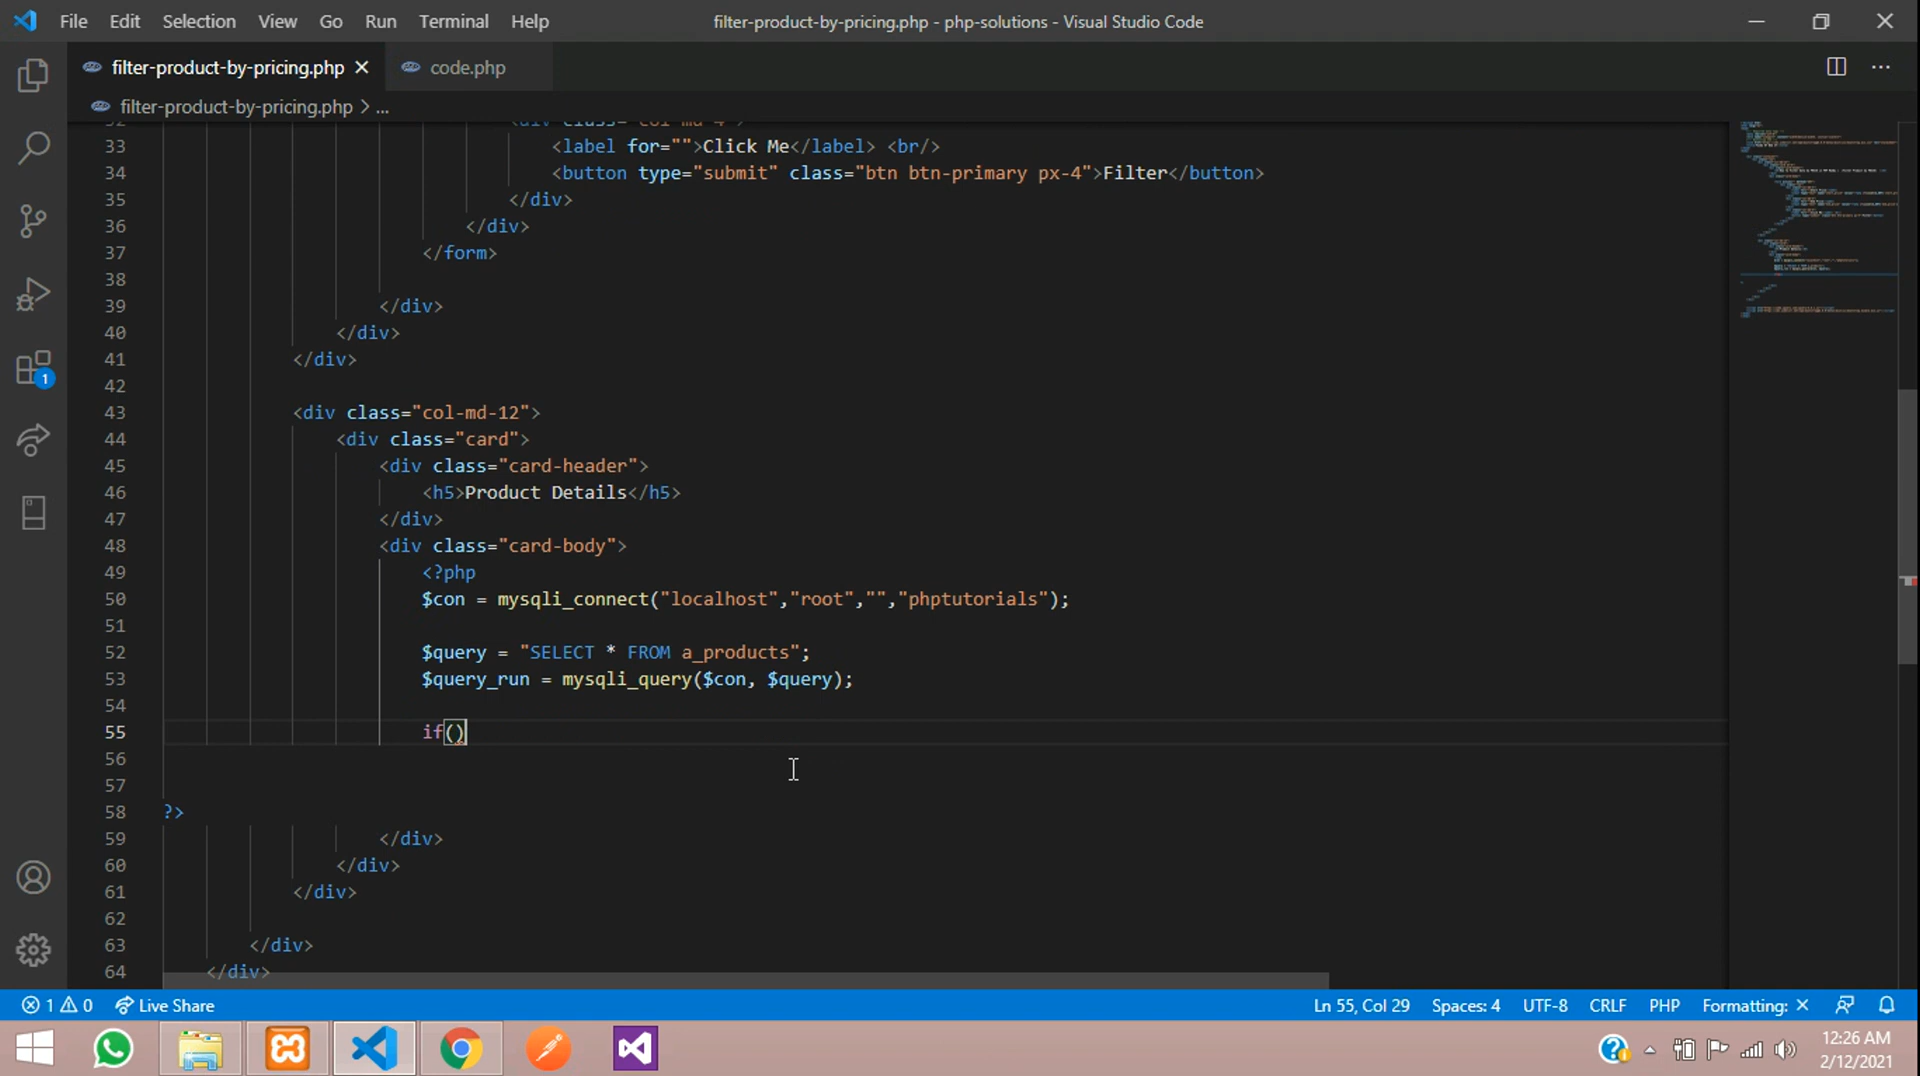 File Edit Selection View Go Run Terminal Help filter-product-by-pricing.php - php-solutions - Visual Studio Code
filter-product-by-pricing.php code.php
filter-product-by-pricing.php > ...
32 <div class="col-md-4">
33 <label for="">Click Me</label> <br/>
34 <button type="submit" class="btn btn-primary px-4">Filter</button>
35 </div>
36 </div>
37 </form>
38
39 </div>
40 </div>
41 </div>
42
43 <div class="col-md-12">
44 <div class="card">
45 <div class="card-header">
46 <h5>Product Details</h5>
47 </div>
48 <div class="card-body">
49 <?php
50 $con = mysqli_connect("localhost","root","","phptutorials");
51
52 $query = "SELECT * FROM a_products";
53 $query_run = mysqli_query($con, $query);
54
55 if()
56
57
58 ?>
59 </div>
60 </div>
61 </div>
62
63 </div>
64 </div>
1
1 0 Live Share Ln 55, Col 29 Spaces: 4 UTF-8 CRLF PHP Formatting: ×
12:26 AM
2/12/2021